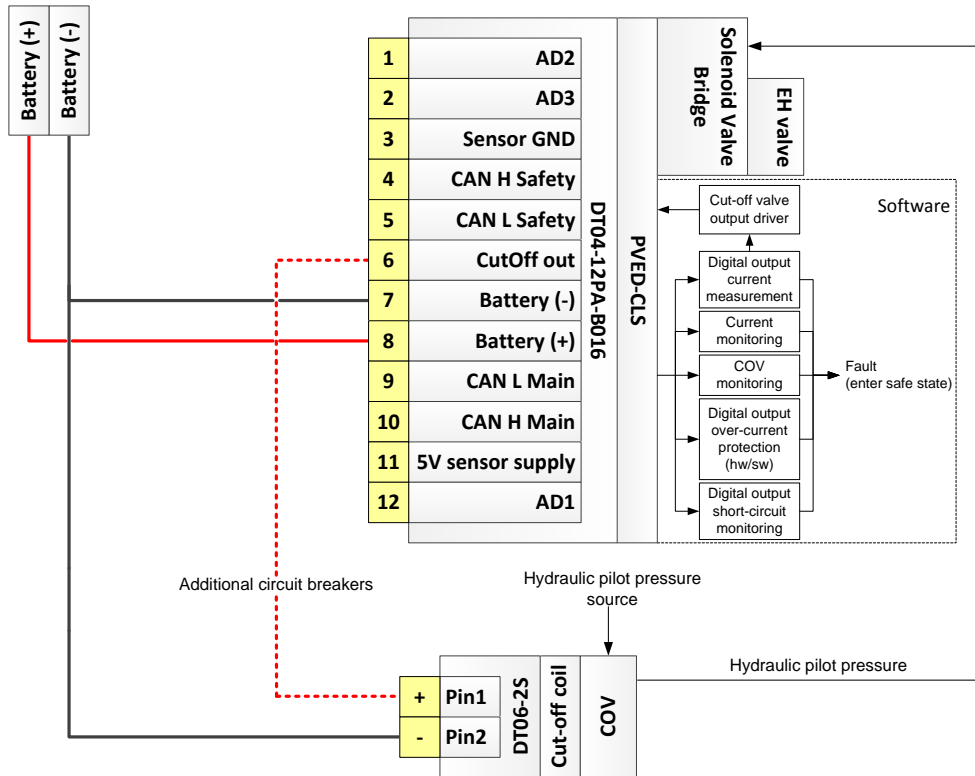 Battery (+)
Battery (-)
1 AD2
2 AD3
3 Sensor GND
4 CAN H Safety
5 CAN L Safety
6 CutOff out
7 Battery (-)
8 Battery (+)
9 CAN L Main
10 CAN H Main
11 5V sensor supply
12 AD1
DT04-12PA-B016
PVED-CLS
Solenoid Valve
Bridge
EH valve
Software
Cut-off valve
output driver
Digital output
current
measurement
Current
monitoring
COV
monitoring
Digital output
over-current
protection
(hw/sw)
Digital output
short-circuit
monitoring
Fault
(enter safe state)
Additional circuit breakers
Hydraulic pilot pressure
source
Hydraulic pilot pressure
+ Pin1
- Pin2
DT06-2S
Cut-off coil
COV